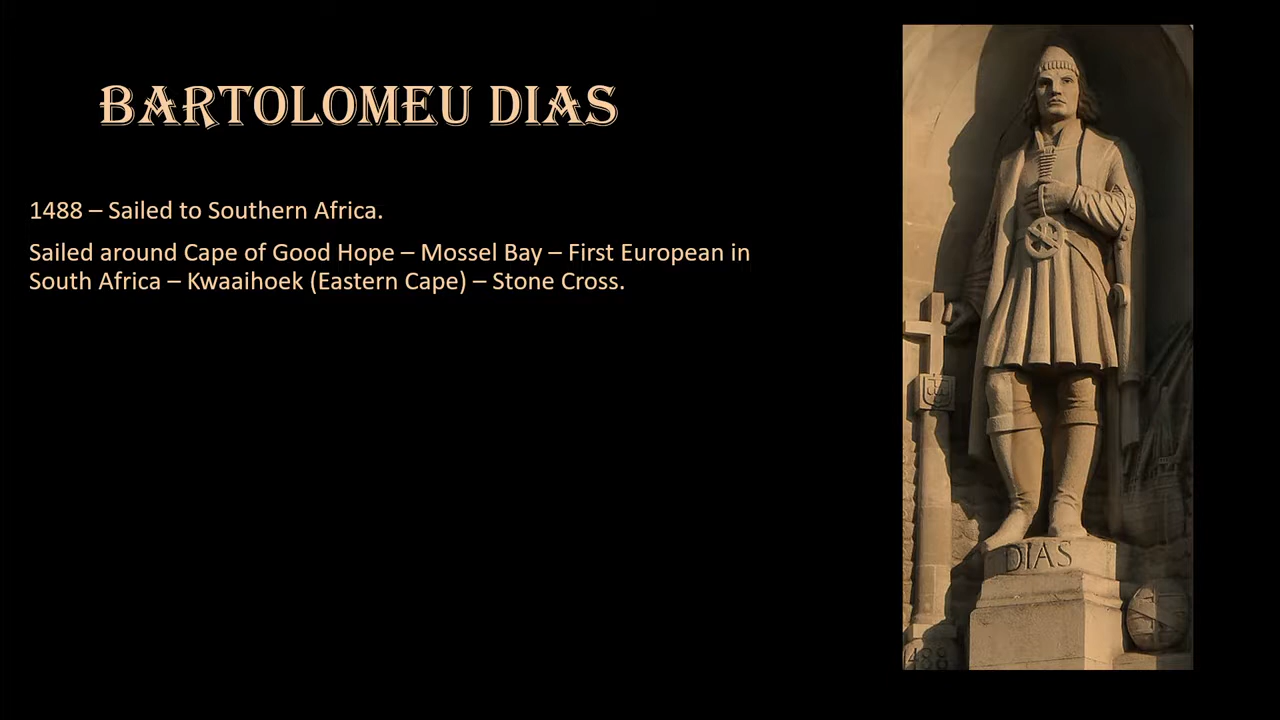 BARTOLOMEU DIAS
1488 – Sailed to Southern Africa.
Sailed around Cape of Good Hope – Mossel Bay – First European in
South Africa – Kwaaihoek (Eastern Cape) – Stone Cross.
DIAS
1488